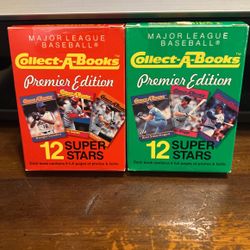 MAJOR LEAGUE
BASEBALL®
Collect-A-Books
Premier Edition
12 SUPER
STARS
MAJOR LEAGUE
BASEBALL®
Collect-A-Books
Premier Edition
12 SUPER
STARS